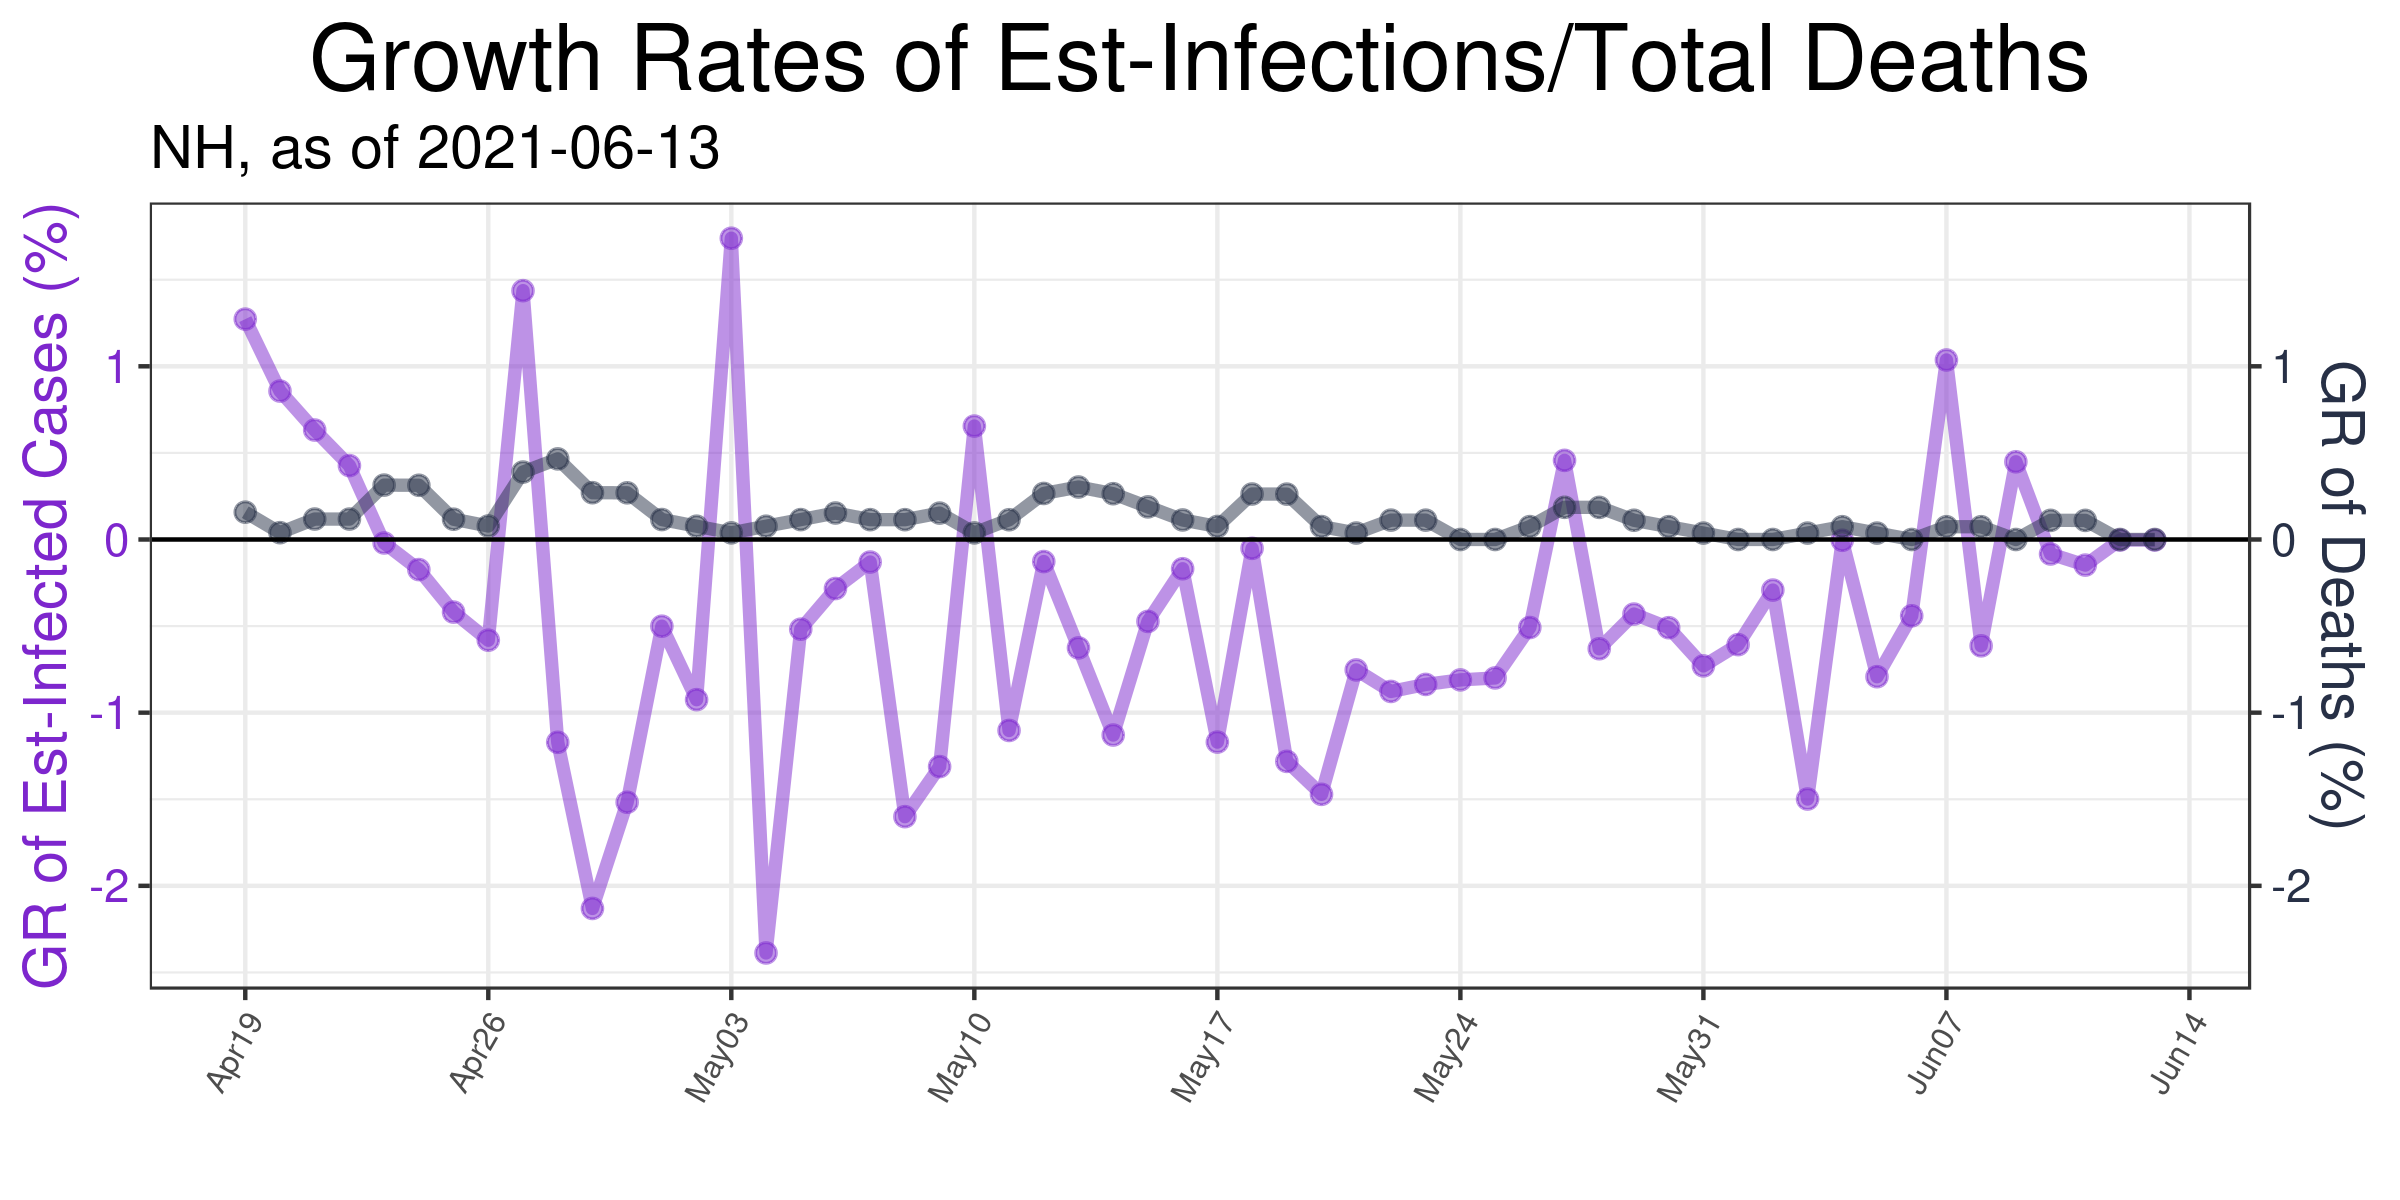 Growth Rates of Est-Infections/Total Deaths
NH, as of 2021-06-13
GR of Est-Infected Cases (%)
1
0
-1
-2
1
0
-1
-2
GR of Deaths (%)
Apr19
Apr26
May03
May10
May17
May24
May31
Jun07
Jun14